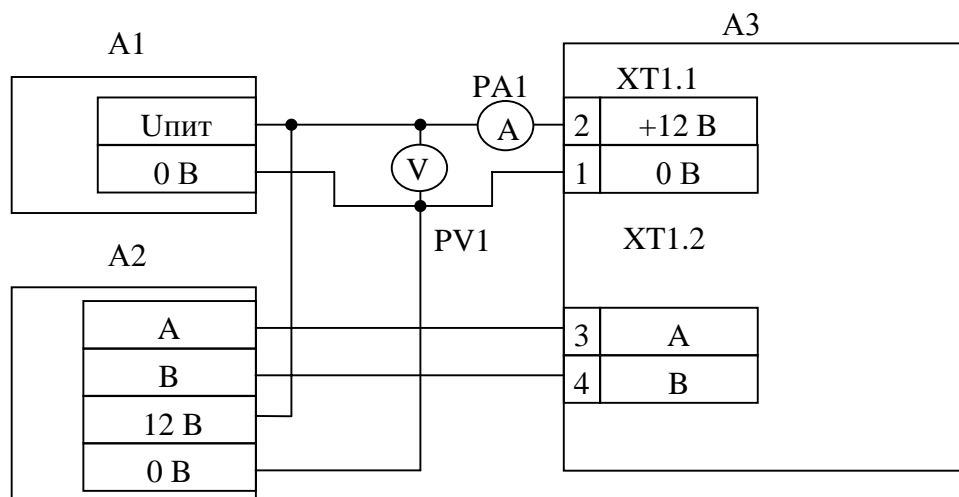 A1
Uпит
0 В
A2
A
B
12 В
0 В
PA1
A
V
PV1
A3
XT1.1
2 +12 В
1 0 В
XT1.2
3 A
4 B